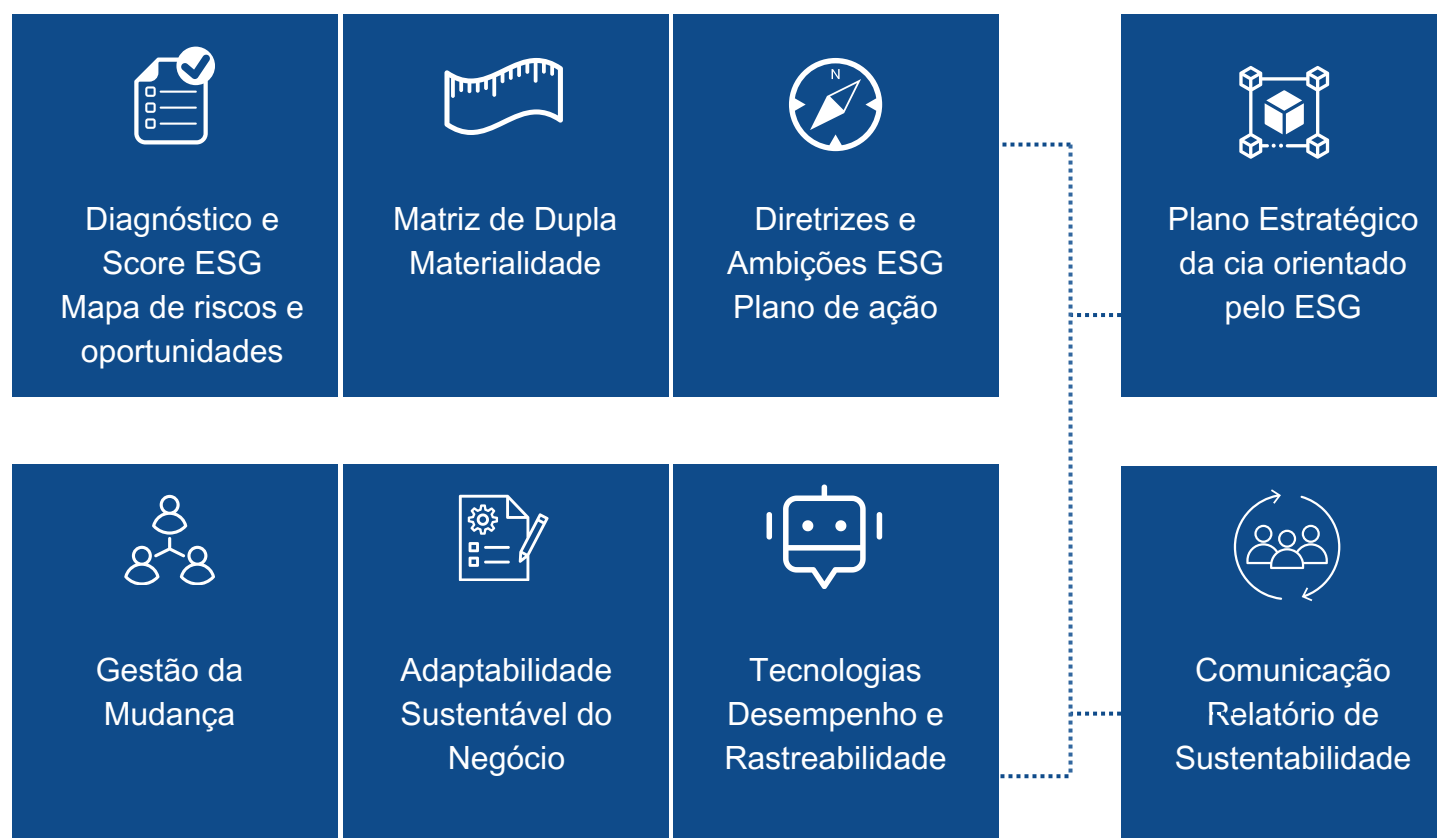 N
Diagnóstico e
Score ESG
Mapa de riscos e
oportunidades
Matriz de Dupla
Materialidade
Diretrizes e
Ambições ESG
Plano de ação
Plano Estratégico
da cia orientado
pelo ESG
Gestão da
Mudança
Adaptabilidade
Sustentável do
Negócio
Tecnologias
Desempenho e
Rastreabilidade
Comunicação
Relatório de
Sustentabilidade